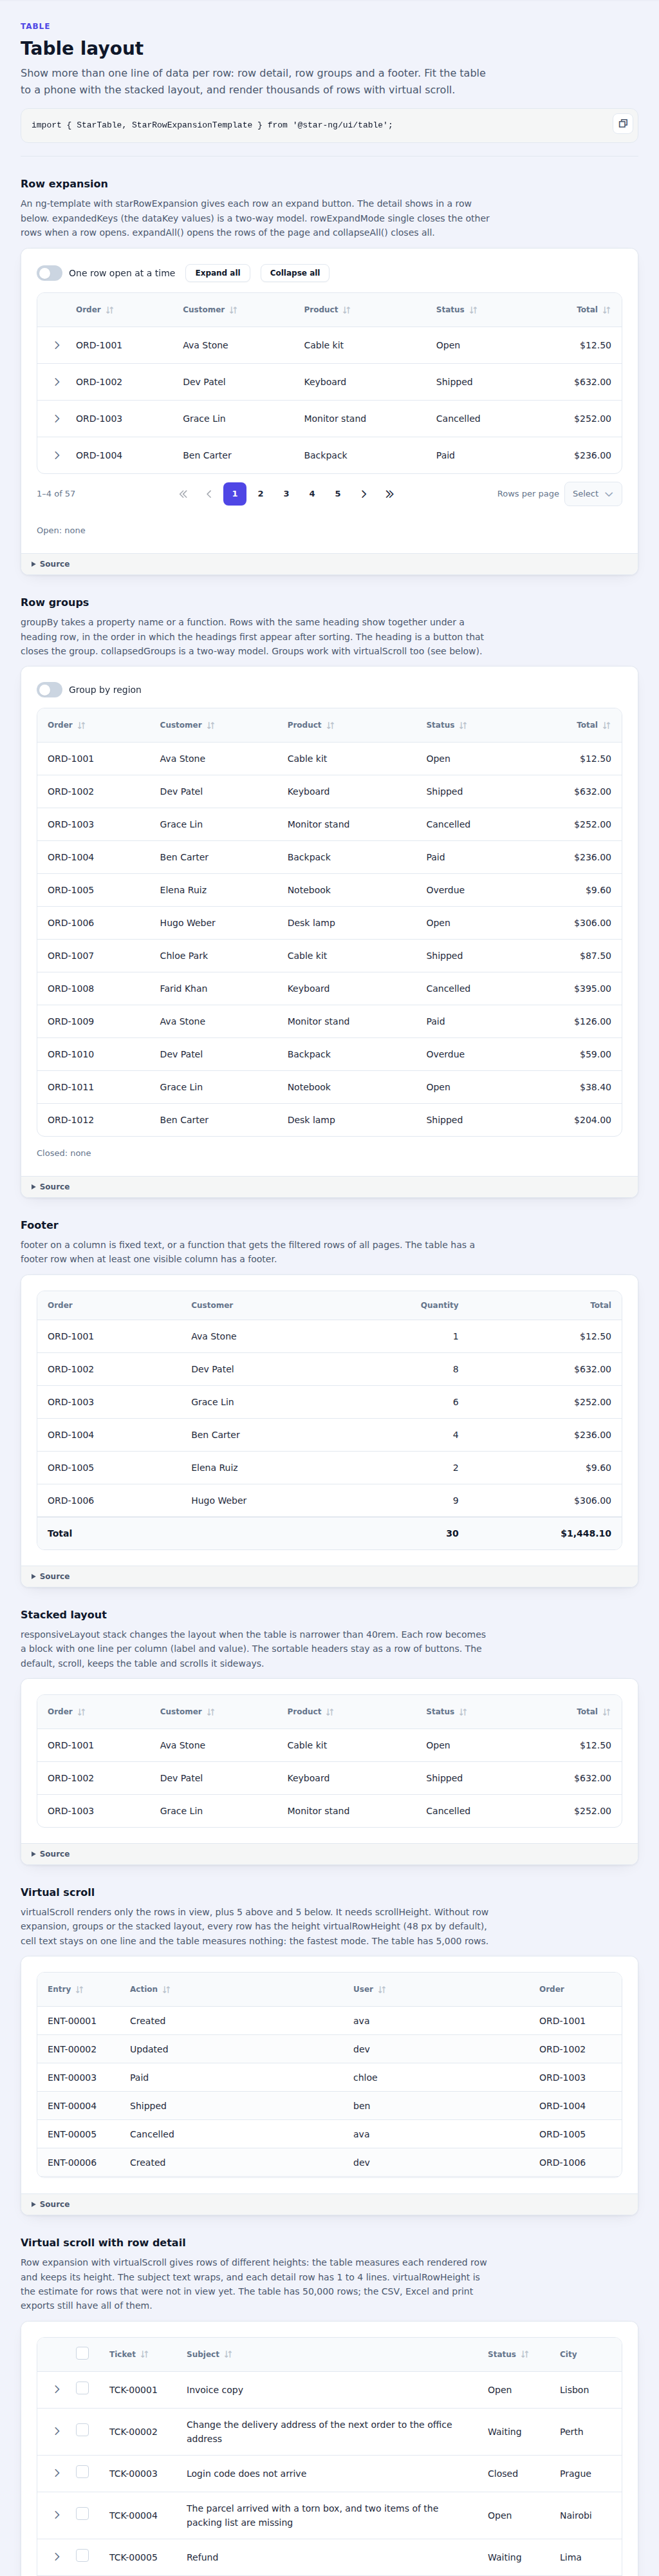 TABLE
Table layout
Show more than one line of data per row: row detail, row groups and a footer. Fit the table
to a phone with the stacked layout, and render thousands of rows with virtual scroll.
import { StarTable, StarRowExpansionTemplate } from '@star-ng/ui/table';
Row expansion
An ng-template with starRowExpansion gives each row an expand button. The detail shows in a row
below. expandedKeys (the dataKey values) is a two-way model. rowExpandMode single closes the other
rows when a row opens. expandAll() opens the rows of the page and collapseAll() closes all.
One row open at a time Expand all Collapse all
Order Customer Product Status Total
ORD-1001 Ava Stone Cable kit Open $12.50
ORD-1002 Dev Patel Keyboard Shipped $632.00
ORD-1003 Grace Lin Monitor stand Cancelled $252.00
ORD-1004 Ben Carter Backpack Paid $236.00
1–4 of 57 1 2 3 4 5 Rows per page Select
Open: none
Source
Row groups
groupBy takes a property name or a function. Rows with the same heading show together under a
heading row, in the order in which the headings first appear after sorting. The heading is a button that
closes the group. collapsedGroups is a two-way model. Groups work with virtualScroll too (see below).
Group by region
Order Customer Product Status Total
ORD-1001 Ava Stone Cable kit Open $12.50
ORD-1002 Dev Patel Keyboard Shipped $632.00
ORD-1003 Grace Lin Monitor stand Cancelled $252.00
ORD-1004 Ben Carter Backpack Paid $236.00
ORD-1005 Elena Ruiz Notebook Overdue $9.60
ORD-1006 Hugo Weber Desk lamp Open $306.00
ORD-1007 Chloe Park Cable kit Shipped $87.50
ORD-1008 Farid Khan Keyboard Cancelled $395.00
ORD-1009 Ava Stone Monitor stand Paid $126.00
ORD-1010 Dev Patel Backpack Overdue $59.00
ORD-1011 Grace Lin Notebook Open $38.40
ORD-1012 Ben Carter Desk lamp Shipped $204.00
Closed: none
Source
Footer
footer on a column is fixed text, or a function that gets the filtered rows of all pages. The table has a
footer row when at least one visible column has a footer.
Order Customer Quantity Total
ORD-1001 Ava Stone 1 $12.50
ORD-1002 Dev Patel 8 $632.00
ORD-1003 Grace Lin 6 $252.00
ORD-1004 Ben Carter 4 $236.00
ORD-1005 Elena Ruiz 2 $9.60
ORD-1006 Hugo Weber 9 $306.00
Total 30 $1,448.10
Source
Stacked layout
responsiveLayout stack changes the layout when the table is narrower than 40rem. Each row becomes
a block with one line per column (label and value). The sortable headers stay as a row of buttons. The
default, scroll, keeps the table and scrolls it sideways.
Order Customer Product Status Total
ORD-1001 Ava Stone Cable kit Open $12.50
ORD-1002 Dev Patel Keyboard Shipped $632.00
ORD-1003 Grace Lin Monitor stand Cancelled $252.00
Source
Virtual scroll
virtualScroll renders only the rows in view, plus 5 above and 5 below. It needs scrollHeight. Without row
expansion, groups or the stacked layout, every row has the height virtualRowHeight (48 px by default),
cell text stays on one line and the table measures nothing: the fastest mode. The table has 5,000 rows.
Entry Action User Order
ENT-00001 Created ava ORD-1001
ENT-00002 Updated dev ORD-1002
ENT-00003 Paid chloe ORD-1003
ENT-00004 Shipped ben ORD-1004
ENT-00005 Cancelled ava ORD-1005
ENT-00006 Created dev ORD-1006
Source
Virtual scroll with row detail
Row expansion with virtualScroll gives rows of different heights: the table measures each rendered row
and keeps its height. The subject text wraps, and each detail row has 1 to 4 lines. virtualRowHeight is
the estimate for rows that were not in view yet. The table has 50,000 rows; the CSV, Excel and print
exports still have all of them.
Ticket Subject Status City
TCK-00001 Invoice copy Open Lisbon
TCK-00002 Change the delivery address of the next order to the office
address Waiting Perth
TCK-00003 Login code does not arrive Closed Prague
TCK-00004 The parcel arrived with a torn box, and two items of the
packing list are missing Open Nairobi
TCK-00005 Refund Waiting Lima